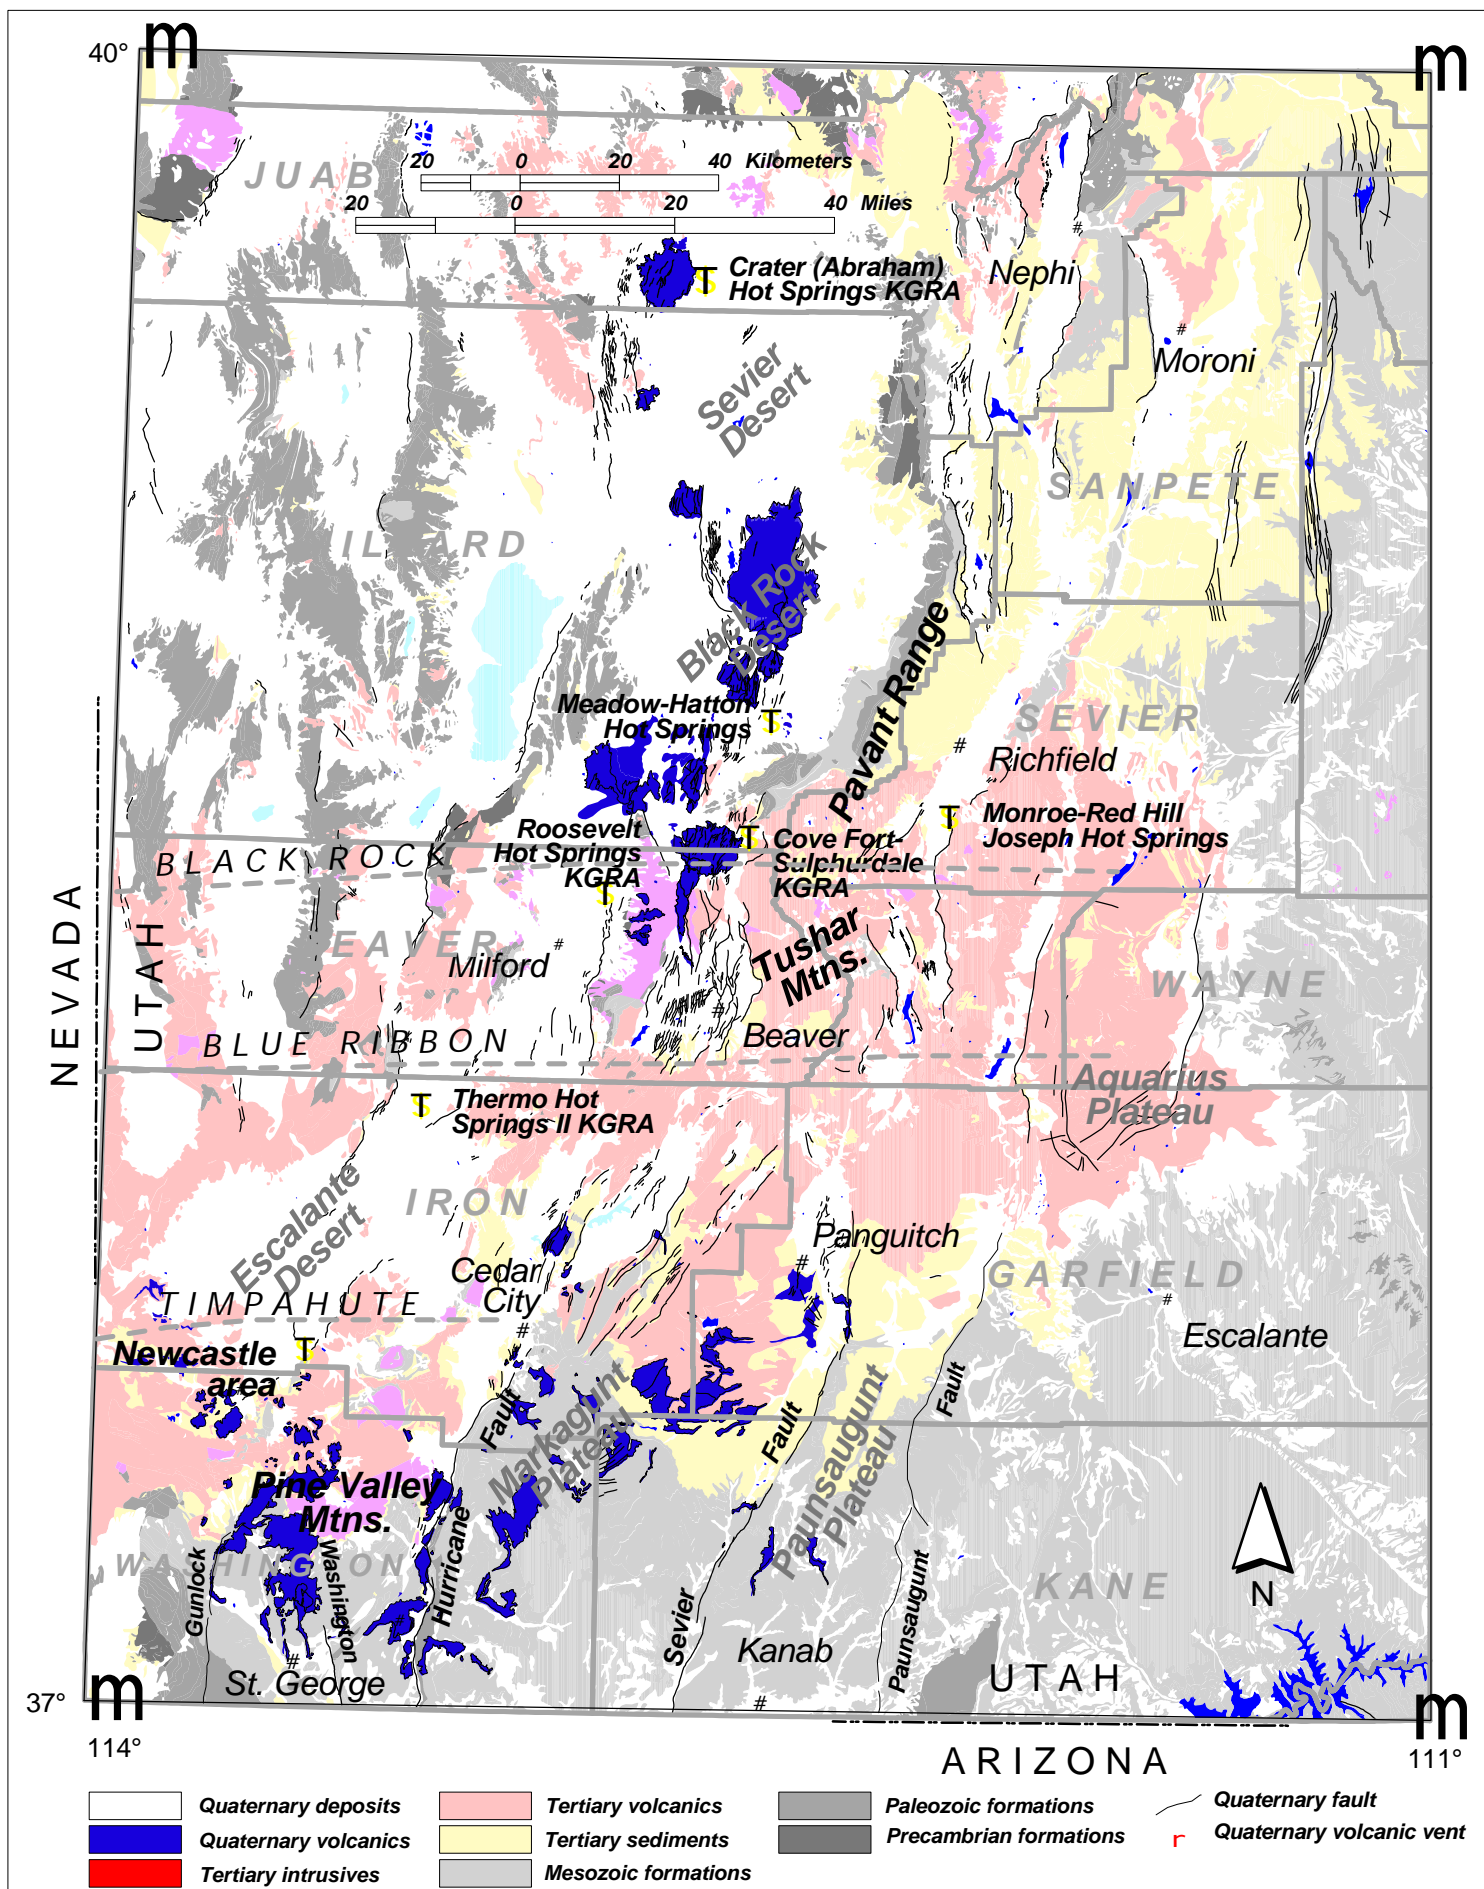 40°
m
m
JUAB
20 0 20 40 Kilometers
20 0 20 40 Miles
T
Crater (Abraham)
Hot Springs KGRA
Nephi
#
#
Moroni
Sevier
Desert
SANPETE
ILLARD
Black Rock
Desert
Pavant Range
Meadow-Hatton
Hot Springs
T
SEVIER
#
Richfield
Roosevelt
Hot Springs
KGRA
T
T
Cove Fort-
Sulphurdale
KGRA
T
Monroe-Red Hill
Joseph Hot Springs
BLACK ROCK
NEVADA
UTAH
EAVER
#
Milford
Tushar
Mtns.
WAYNE
#
Beaver
BLUE RIBBON
T
Thermo Hot
Springs II KGRA
Aquarius
Plateau
Escalante
Desert
IRON
Panguitch
#
Cedar
City
#
GARFIELD
#
Escalante
TIMPAHUTE
Newcastle
area
T
Fault
Markagunt
Plateau
Fault
Paunsaugunt
Plateau
Fault
Pine Valley
Mtns.
WASHINGTON
Gunlock
Washington
Hurricane
#
Sevier
Paunsaugunt
KANE
N
#
St. George
Kanab
#
UTAH
37°
m
m
114°
ARIZONA
111°
Quaternary deposits
Quaternary volcanics
Tertiary intrusives
Tertiary volcanics
Tertiary sediments
Mesozoic formations
Paleozoic formations
Precambrian formations
Quaternary fault
r Quaternary volcanic vent